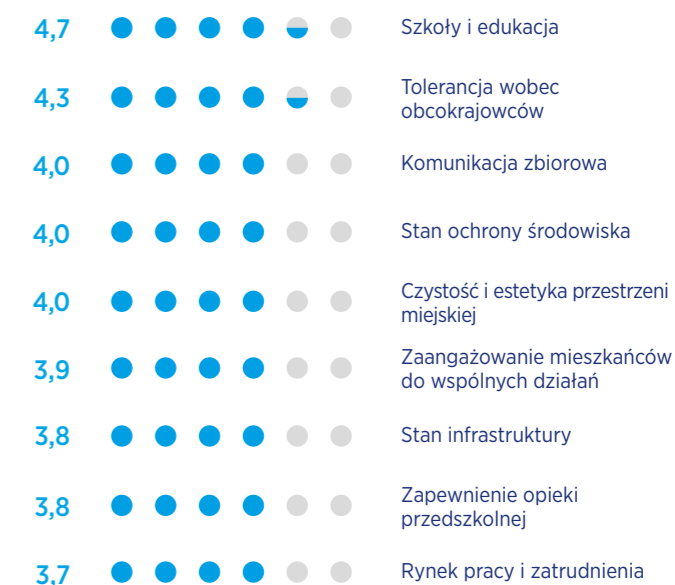 4,7 Szkoły i edukacja
4,3 Tolerancja wobec
obcokrajowców
4,0 Komunikacja zbiorowa
4,0 Stan ochrony środowiska
4,0 Czystość i estetyka przestrzeni
miejskiej
3,9 Zaangażowanie mieszkańców
do wspólnych działań
3,8 Stan infrastruktury
3,8 Zapewnienie opieki
przedszkolnej
3,7 Rynek pracy i zatrudnienia